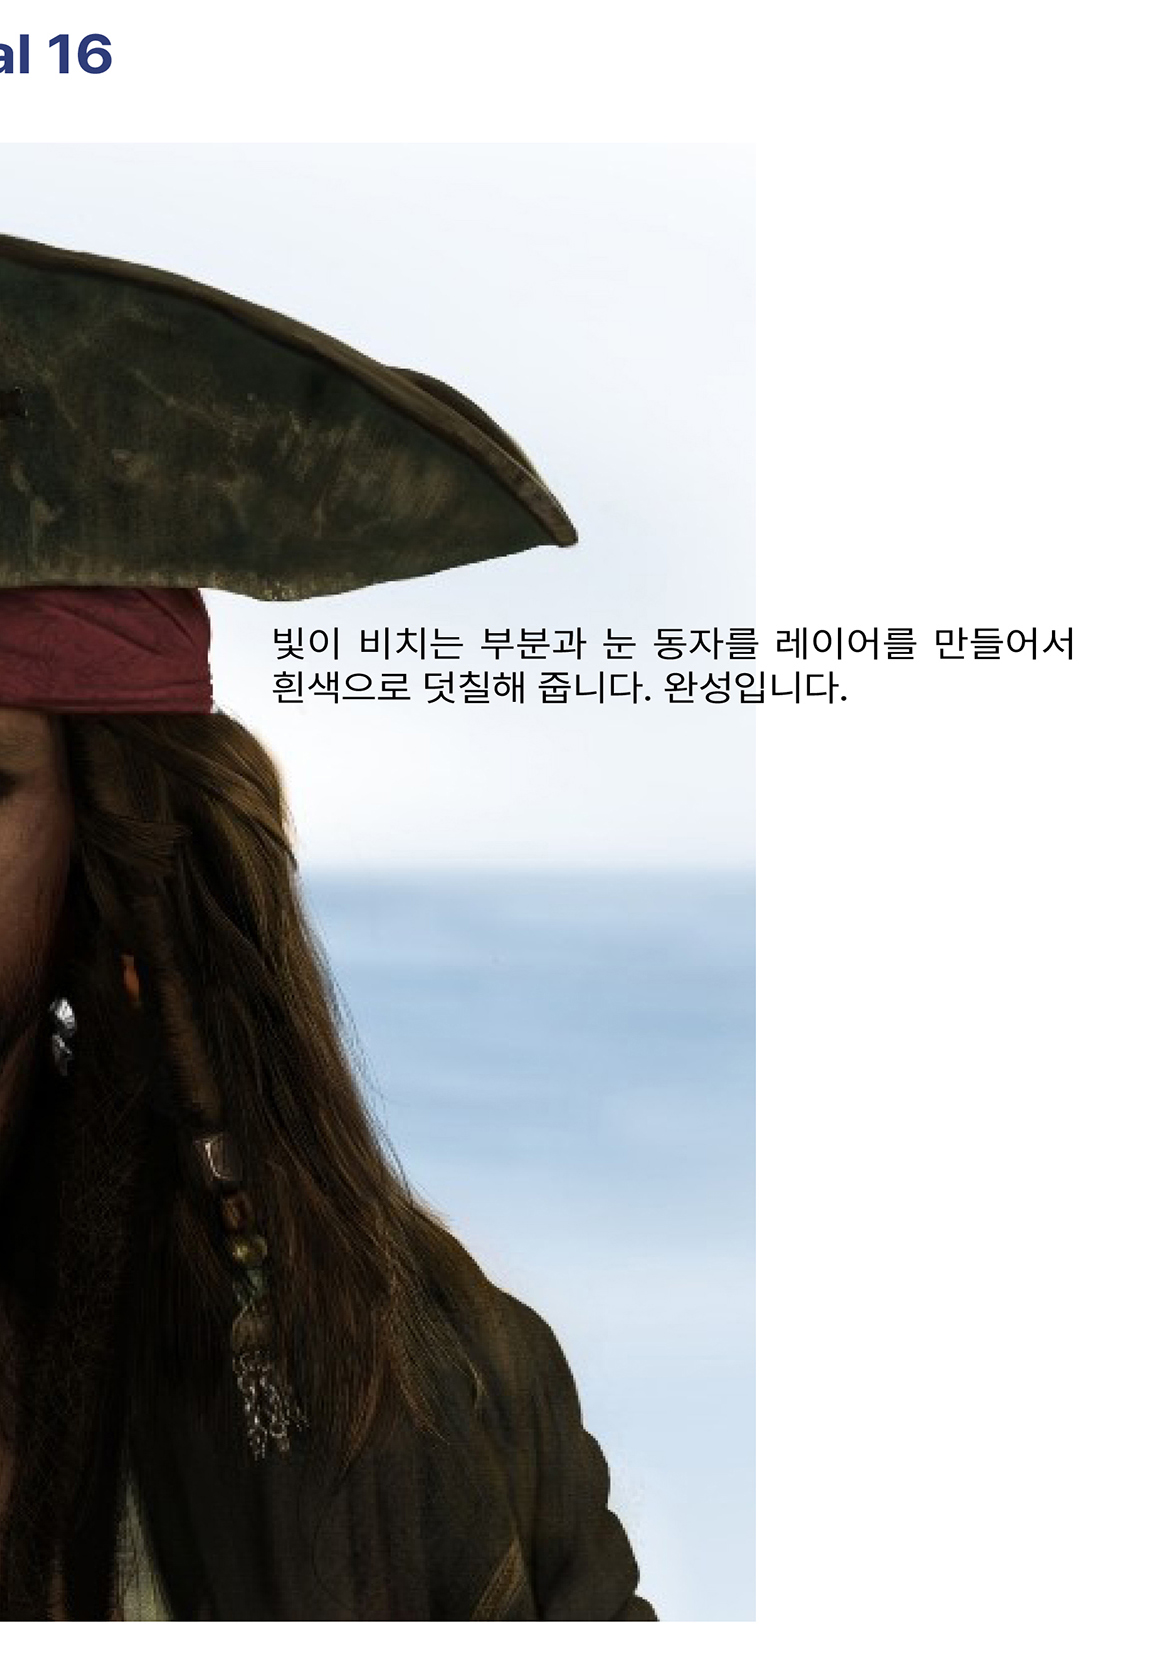 al 16
빛이 비치는 부분과 눈 동자를 레이어를 만들어서
흰색으로 덧칠해 줍니다. 완성입니다.